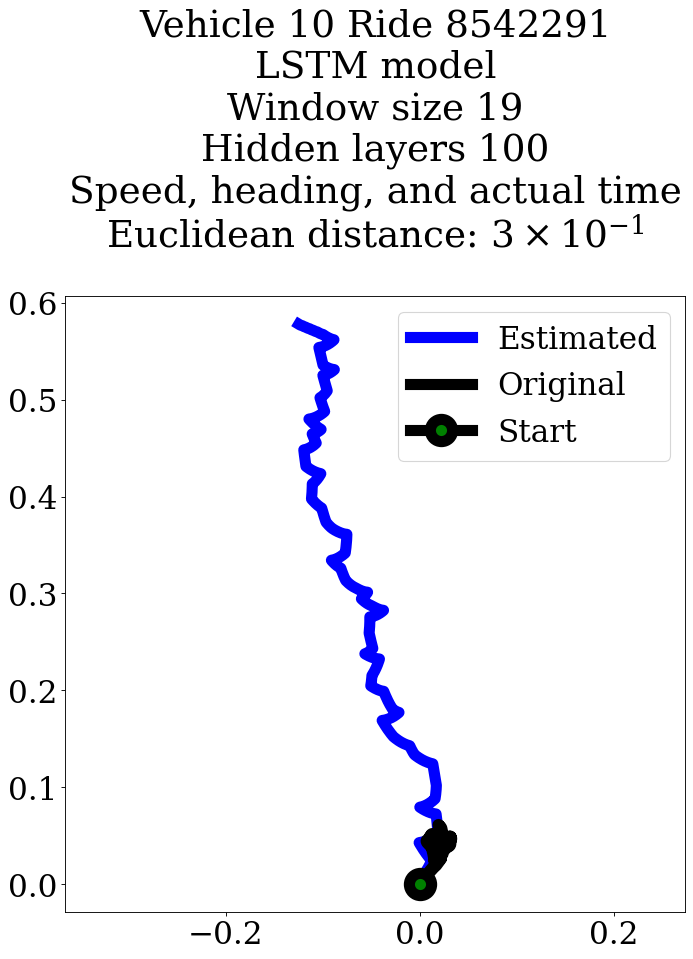 Vehicle 10 Ride 8542291
LSTM model
Window size 19
Hidden layers 100
Speed, heading, and actual time
Euclidean distance: 3 × 10⁻¹
0.6
0.5
0.4
0.3
0.2
0.1
0.0
Estimated
Original
Start
−0.2
0.0
0.2